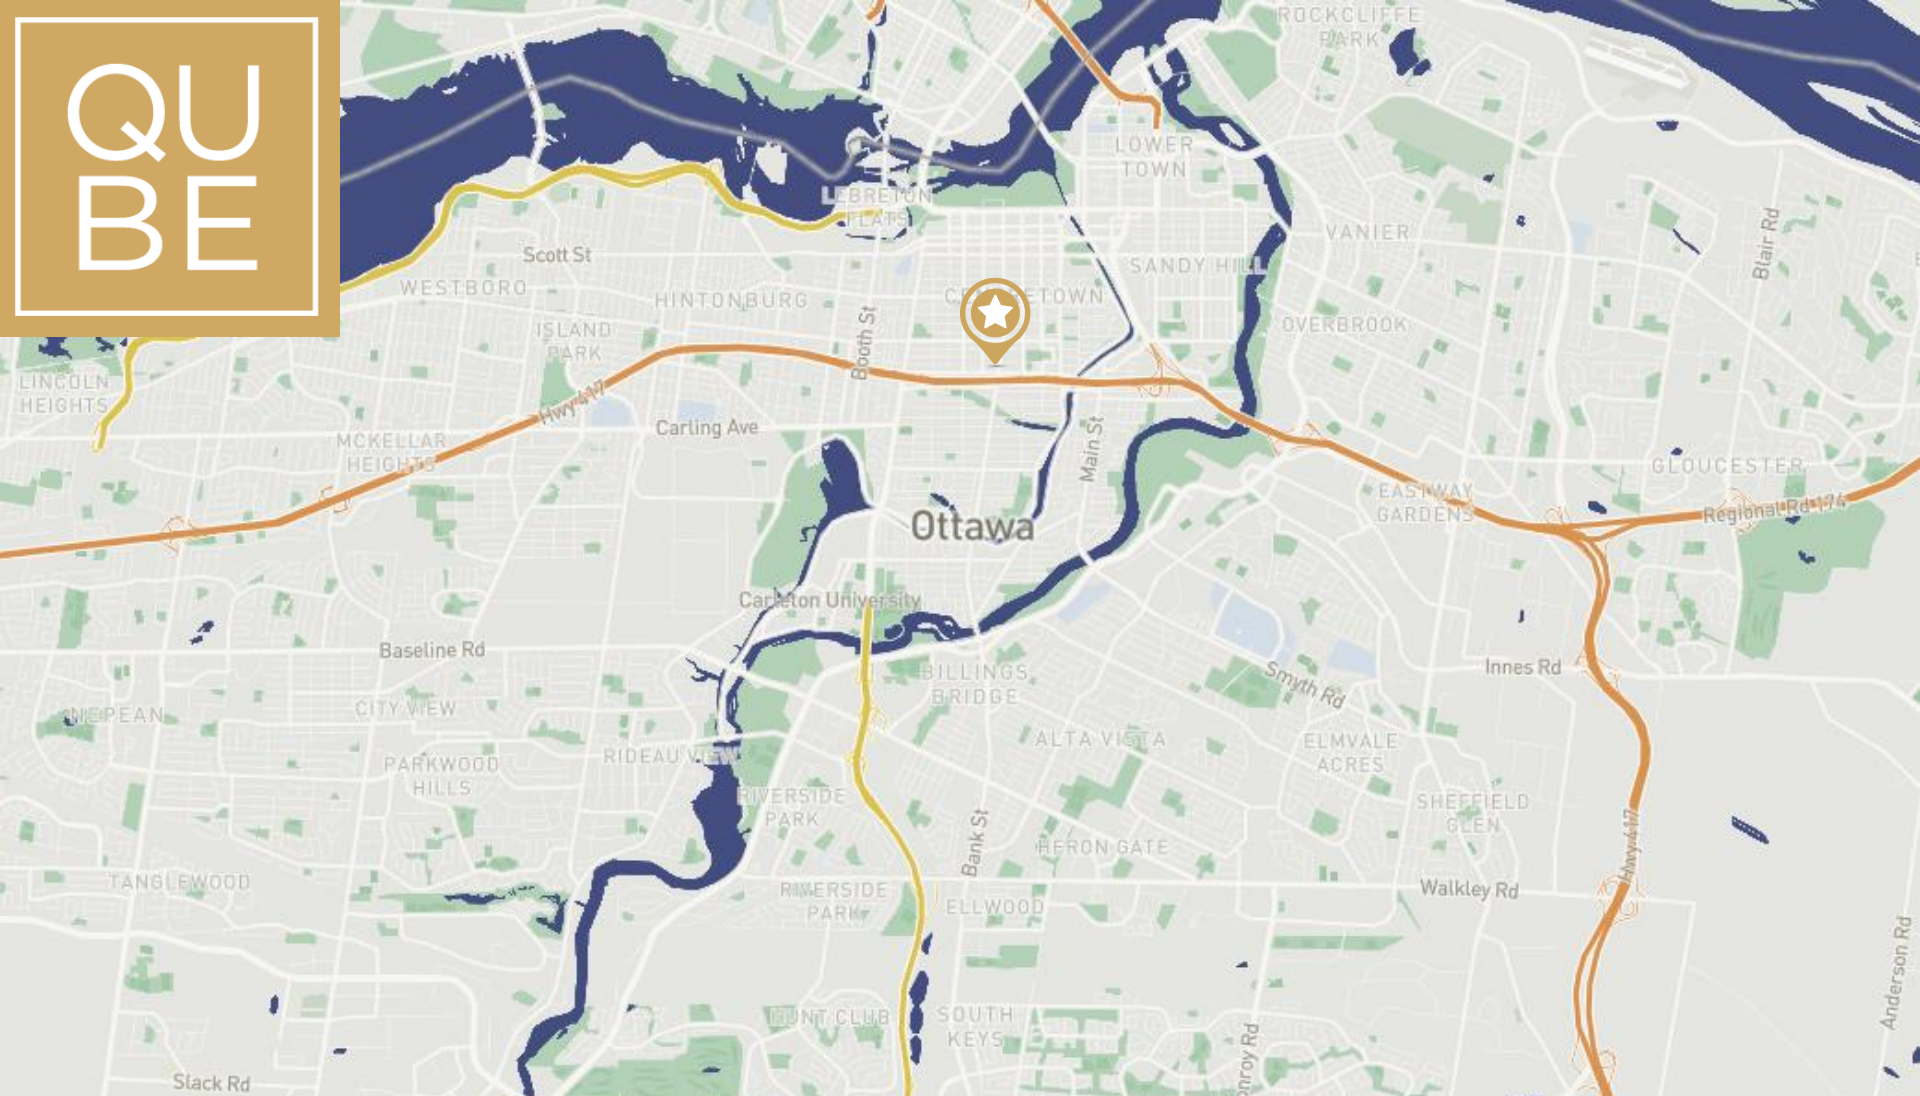 QU
BE
ROCKCLIFFE
PARK
LOWER
TOWN
LEBRETON
FLATS
VANIER
Blair Rd
Scott St
SANDY HILL
WESTBORO
HINTONBURG
ISLAND
PARK
Booth St
OVERBROOK
LINCOLN
HEIGHTS
Hwy 417
Carling Ave
MCKELLAR
HEIGHTS
Main St
GLOUCESTER
EASTWAY
GARDENS
Regional Rd 174
Ottawa
Carleton University
Baseline Rd
BILLINGS
BRIDGE
Innes Rd
Smyth Rd
NEPEAN
CITY VIEW
ALTA VISTA
ELMVALE
ACRES
RIDEAU VIEW
PARKWOOD
HILLS
RIVERSIDE
PARK
SHEFFIELD
GLEN
Bank St
HERON GATE
Hwy 417
TANGLEWOOD
RIVERSIDE
PARK
ELLWOOD
Walkley Rd
Anderson Rd
HUNT CLUB
SOUTH
KEYS
Slack Rd